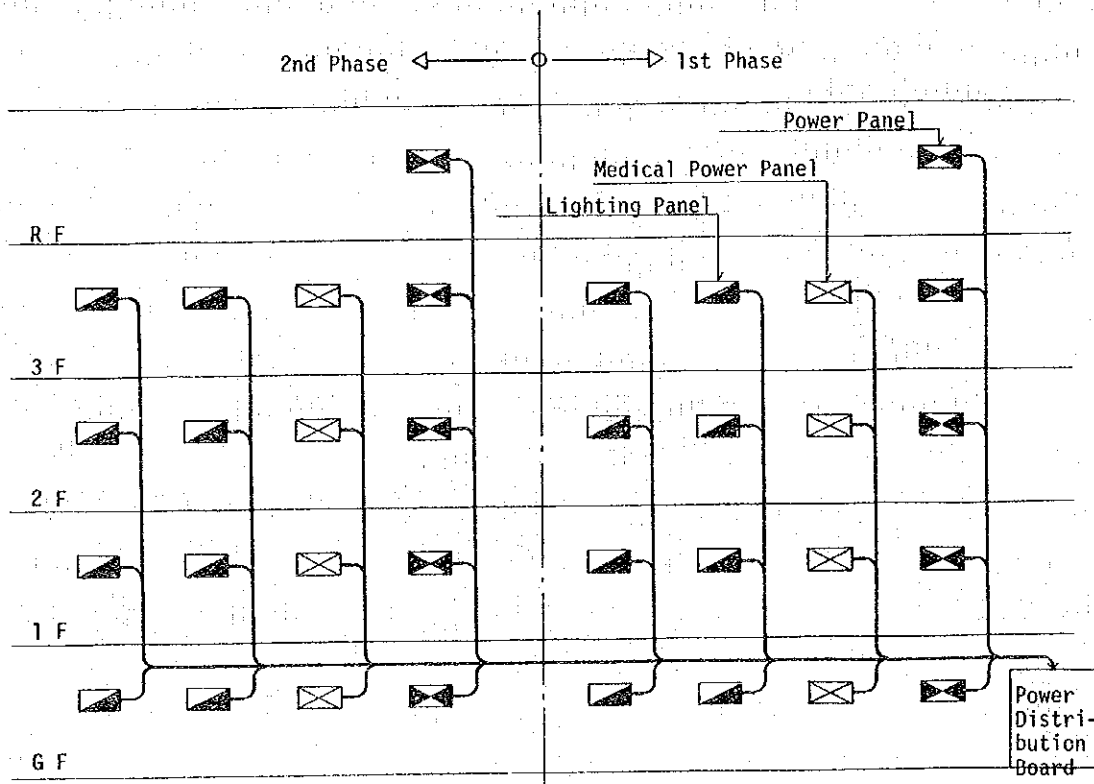 2nd Phase
1st Phase
Power Panel
Medical Power Panel
Lighting Panel
R F
3 F
2 F
1 F
Power
Distri-
bution
Board
G F